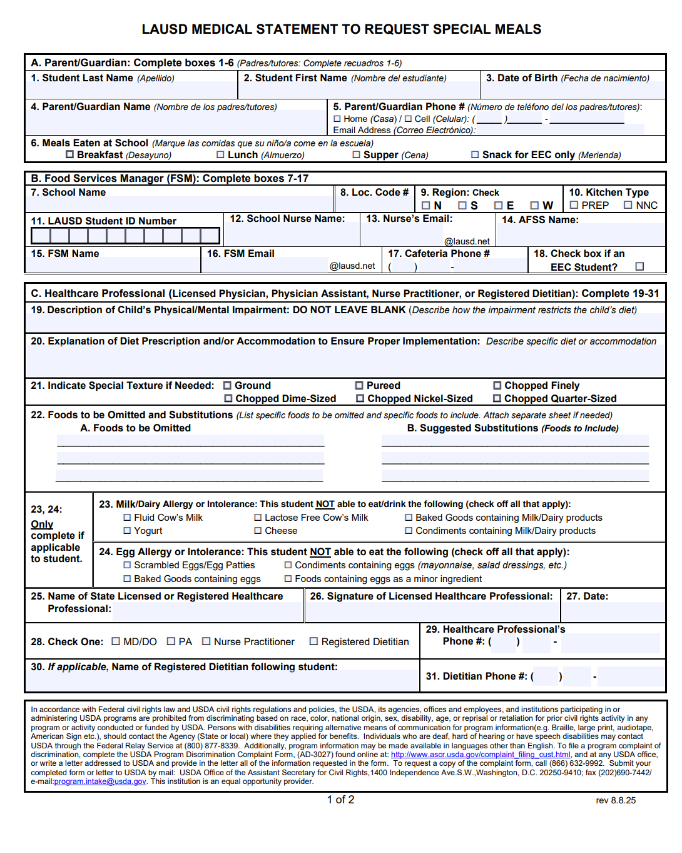 LAUSD MEDICAL STATEMENT TO REQUEST SPECIAL MEALS
A. Parent/Guardian: Complete boxes 1-6 (Padres/tutores: Complete recuadros 1-6)
1. Student Last Name (Apellido) 2. Student First Name (Nombre del estudiante) 3. Date of Birth (Fecha de nacimiento)
4. Parent/Guardian Name (Nombre de los padres/tutores) 5. Parent/Guardian Phone # (Número de teléfono del los padres/tutores):
☐ Home (Casa) / ☐ Cell (Celular): ( _____ )_______ - _______________
Email Address (Correo Electrónico):
6. Meals Eaten at School (Marque las comidas que su niño/a come en la escuela)
☐ Breakfast (Desayuno) ☐ Lunch (Almuerzo) ☐ Supper (Cena) ☐ Snack for EEC only (Merienda)
B. Food Services Manager (FSM): Complete boxes 7-17
7. School Name 8. Loc. Code # 9. Region: Check 10. Kitchen Type
☐ N ☐ S ☐ E ☐ W ☐ PREP ☐ NNC
11. LAUSD Student ID Number 12. School Nurse Name: 13. Nurse's Email: 14. AFSS Name:
@lausd.net
15. FSM Name 16. FSM Email 17. Cafeteria Phone # 18. Check box if an
@lausd.net ( ) - EEC Student? ☐
C. Healthcare Professional (Licensed Physician, Physician Assistant, Nurse Practitioner, or Registered Dietitian): Complete 19-31
19. Description of Child's Physical/Mental Impairment: DO NOT LEAVE BLANK (Describe how the impairment restricts the child's diet)
20. Explanation of Diet Prescription and/or Accommodation to Ensure Proper Implementation: Describe specific diet or accommodation
21. Indicate Special Texture if Needed: ☐ Ground ☐ Pureed ☐ Chopped Finely
☐ Chopped Dime-Sized ☐ Chopped Nickel-Sized ☐ Chopped Quarter-Sized
22. Foods to be Omitted and Substitutions (List specific foods to be omitted and specific foods to include. Attach separate sheet if needed)
A. Foods to be Omitted B. Suggested Substitutions (Foods to Include)
23, 24:
Only
complete if
applicable
to student.
23. Milk/Dairy Allergy or Intolerance: This student NOT able to eat/drink the following (check off all that apply):
☐ Fluid Cow's Milk ☐ Lactose Free Cow's Milk ☐ Baked Goods containing Milk/Dairy products
☐ Yogurt ☐ Cheese ☐ Condiments containing Milk/Dairy products
24. Egg Allergy or Intolerance: This student NOT able to eat the following (check off all that apply):
☐ Scrambled Eggs/Egg Patties ☐ Condiments containing eggs (mayonnaise, salad dressings, etc.)
☐ Baked Goods containing eggs ☐ Foods containing eggs as a minor ingredient
25. Name of State Licensed or Registered Healthcare 26. Signature of Licensed Healthcare Professional: 27. Date:
Professional:
28. Check One: ☐ MD/DO ☐ PA ☐ Nurse Practitioner ☐ Registered Dietitian
29. Healthcare Professional's
Phone #: ( ) -
30. If applicable, Name of Registered Dietitian following student:
31. Dietitian Phone #: ( ) -
In accordance with Federal civil rights law and USDA civil rights regulations and policies, the USDA, its agencies, offices and employees, and institutions participating in or
administering USDA programs are prohibited from discriminating based on race, color, national origin, sex, disability, age, or reprisal or retaliation for prior civil rights activity in any
program or activity conducted or funded by USDA. Persons with disabilities requiring alternative means of communication for program information(e.g. Braille, large print, audiotape,
American Sign etc.), should contact the Agency (State or local) where they applied for benefits. Individuals who are deaf, hard of hearing or have speech disabilities may contact
USDA through the Federal Relay Service at (800) 877-8339. Additionally, program information may be made available in languages other than English. To file a program complaint of
discrimination, complete the USDA Program Discrimination Complaint Form, (AD-3027) found online at: http://www.ascr.usda.gov/complaint_filing_cust.html, and at any USDA office,
or write a letter addressed to USDA and provide in the letter all of the information requested in the form. To request a copy of the complaint form, call (866) 632-9992. Submit your
completed form or letter to USDA by mail: USDA Office of the Assistant Secretary for Civil Rights,1400 Independence Ave.S.W.,Washington, D.C. 20250-9410; fax (202)690-7442/
e-mail:program.intake@usda.gov. This institution is an equal opportunity provider.
1 of 2
rev 8.8.25